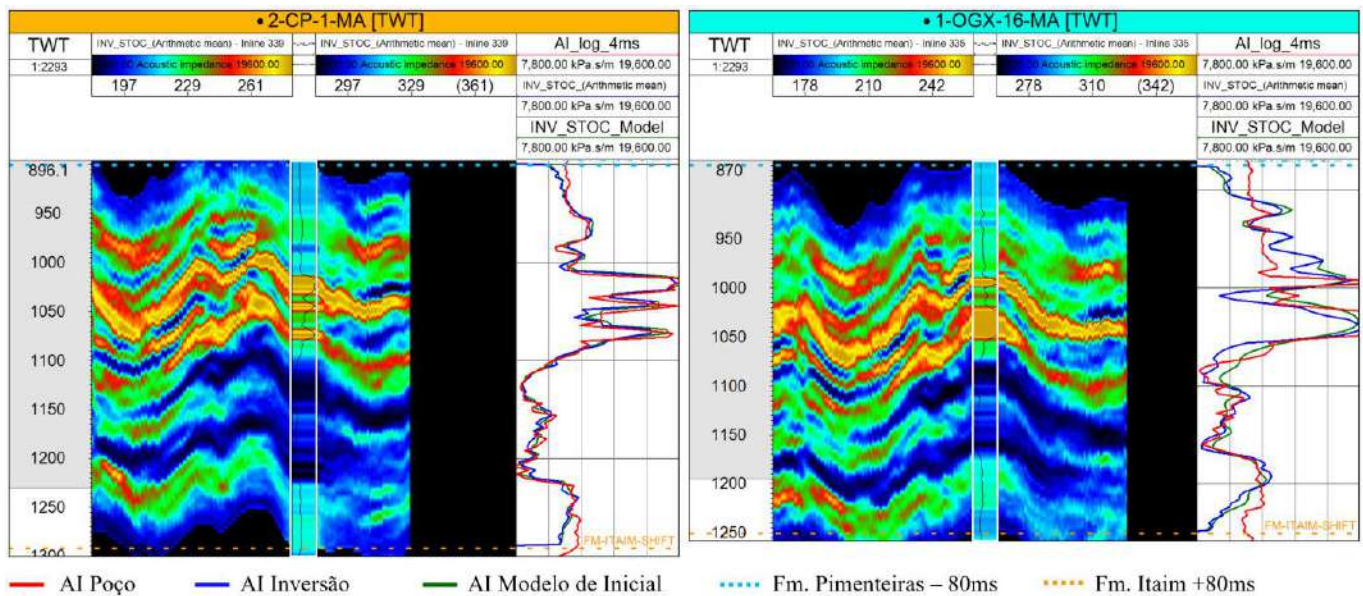 • 2-CP-1-MA [TWT]
TWT
INV_STOC_(Arithmetic mean) - Inline 339
INV_STOC_(Arithmetic mean) - Inline 339
AI_log_4ms
1:2293
Acoustic impedance 19600.00
Acoustic impedance 19600.00
7,800.00 kPa.s/m 19,600.00
197 229 261
297 329 (361)
INV_STOC_(Arithmetic mean)
7,800.00 kPa.s/m 19,600.00
INV_STOC_Model
7,800.00 kPa.s/m 19,600.00
896.1
950
1000
1050
1100
1150
1200
1250
1300
FM-ITAIM-SHIFT
• 1-OGX-16-MA [TWT]
TWT
INV_STOC_(Arithmetic mean) - Inline 335
INV_STOC_(Arithmetic mean) - Inline 335
AI_log_4ms
1:2293
Acoustic impedance 19600.00
Acoustic impedance 19600.00
7,800.00 kPa.s/m 19,600.00
178 210 242
278 310 (342)
INV_STOC_(Arithmetic mean)
7,800.00 kPa.s/m 19,600.00
INV_STOC_Model
7,800.00 kPa.s/m 19,600.00
870
950
1000
1050
1100
1150
1200
1250
FM-ITAIM-SHIFT
AI Poço AI Inversão AI Modelo de Inicial Fm. Pimenteiras – 80ms Fm. Itaim +80ms